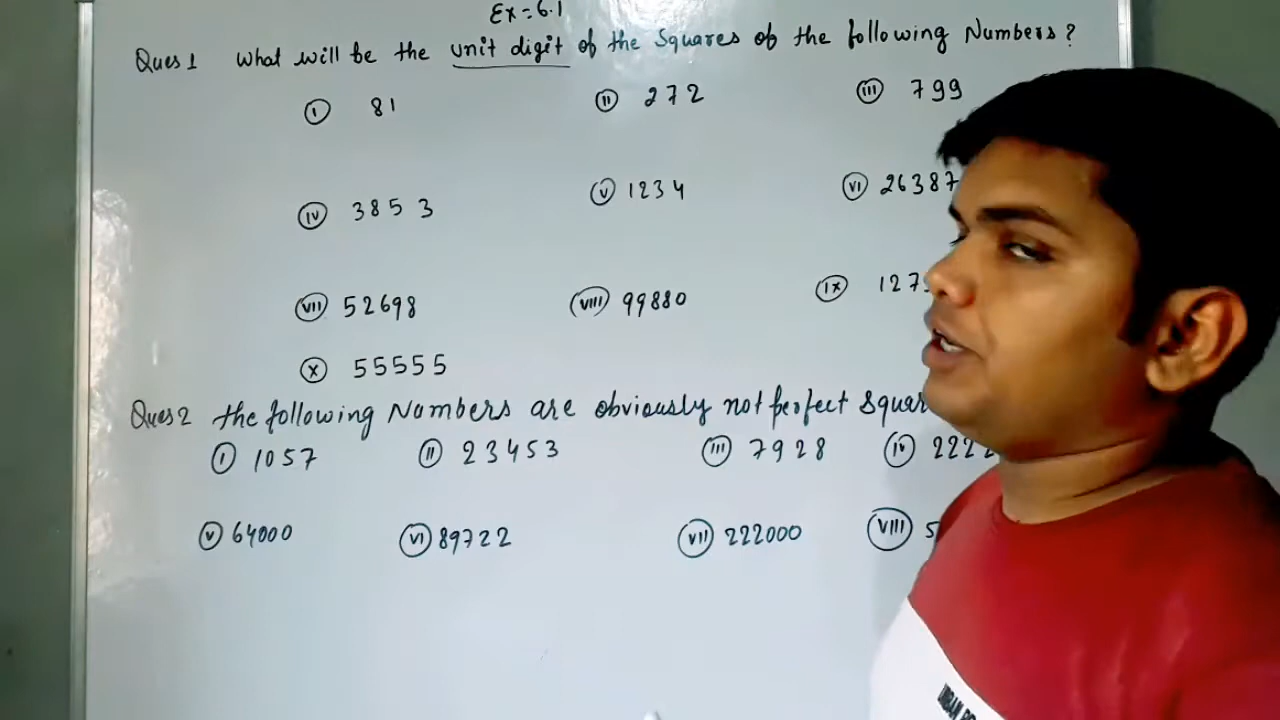 Ex = 6.1
Ques 1 What will be the unit digit of the Squares of the following Numbers?
(i) 81 (ii) 272 (iii) 799
(iv) 3853 (v) 1234 (vi) 26387
(vii) 52698 (viii) 99880 (ix) 127
(x) 55555
Ques 2 the following Numbers are obviously not perfect Squar
(i) 1057 (ii) 23453 (iii) 7928 (iv) 222
(v) 64000 (vi) 89722 (vii) 222000 (viii) 5
URBAN